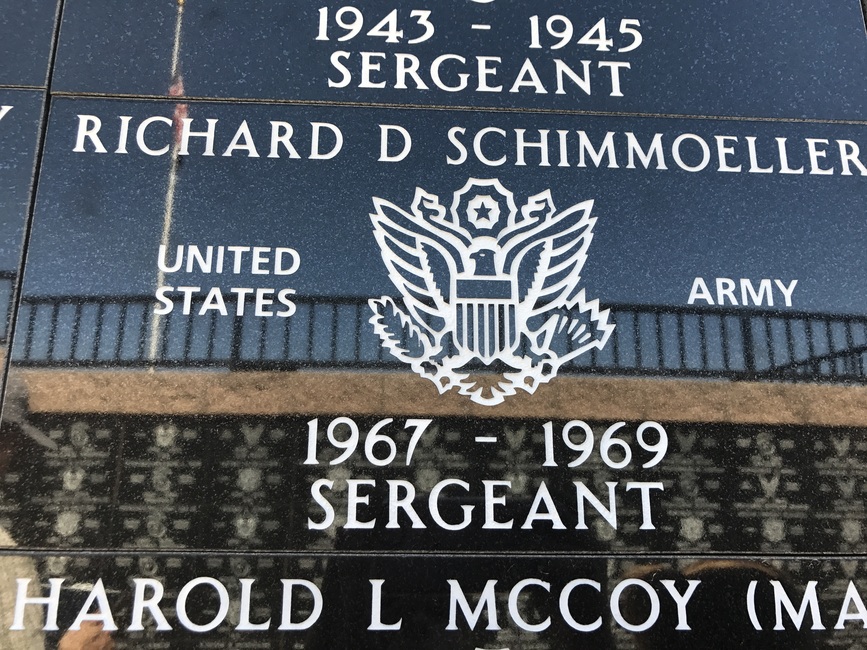 1943 - 1945
SERGEANT
RICHARD D SCHIMMOELLER
UNITED
STATES
ARMY
1967 - 1969
SERGEANT
HAROLD L MCCOY (MA